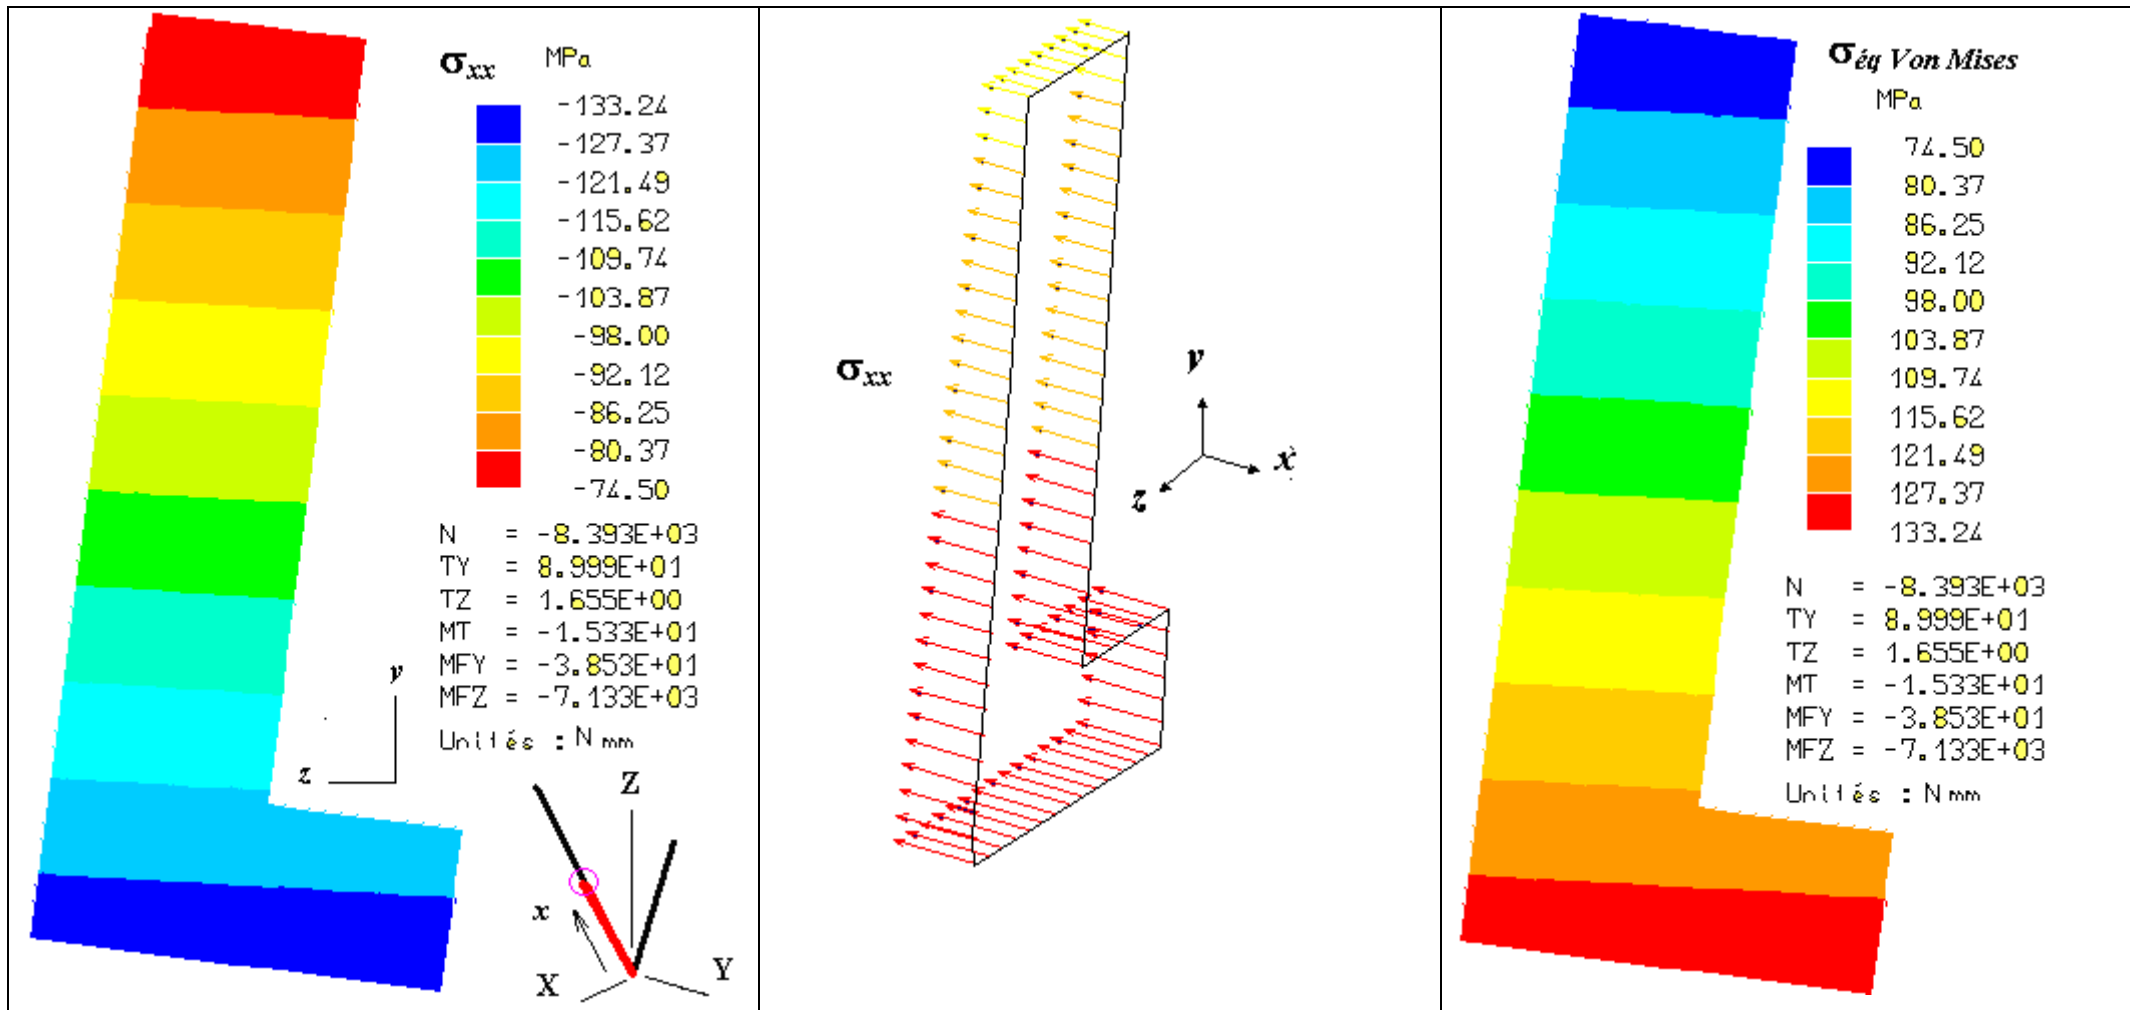 σxx MPa
-133.24
-127.37
-121.49
-115.62
-109.74
-103.87
-98.00
-92.12
-86.25
-80.37
-74.50
N = -8.393E+03
TY = 8.999E+01
TZ = 1.655E+00
MT = -1.533E+01
MFY = -3.853E+01
MFZ = -7.133E+03
Unités : N mm
y
z
x
Z
X
Y
σxx
y
x
z
σéq Von Mises
MPa
74.50
80.37
86.25
92.12
98.00
103.87
109.74
115.62
121.49
127.37
133.24
N = -8.393E+03
TY = 8.999E+01
TZ = 1.655E+00
MT = -1.533E+01
MFY = -3.853E+01
MFZ = -7.133E+03
Unités : N mm